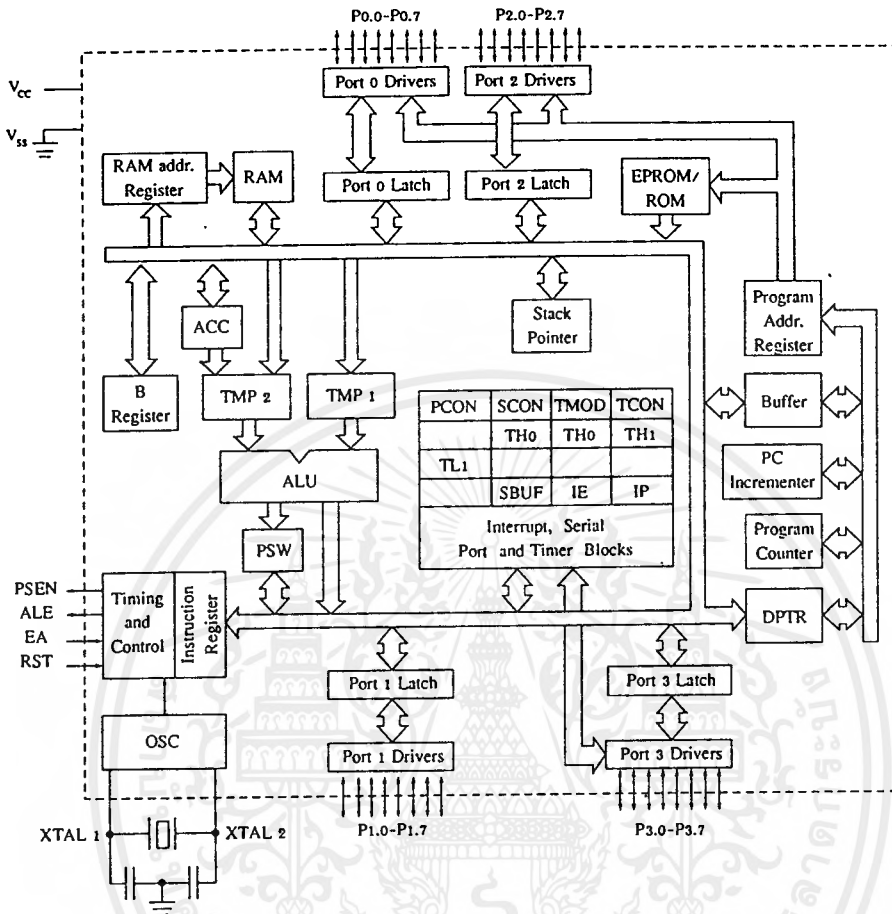 P0.0-P0.7
P2.0-P2.7
Port 0 Drivers
Port 2 Drivers
Vcc
Vss
RAM addr.
Register
RAM
Port 0 Latch
Port 2 Latch
EPROM/
ROM
ACC
Stack
Pointer
Program
Addr.
Register
B
Register
TMP 2
TMP 1
PCON SCON TMOD TCON
TH0 TH0 TH1
TL1
SBUF IE IP
Interrupt, Serial
Port and Timer Blocks
Buffer
ALU
PC
Incrementer
PSW
Program
Counter
PSEN
ALE
EA
RST
Timing
and
Control
Instruction
Register
DPTR
Port 1 Latch
Port 3 Latch
OSC
Port 1 Drivers
Port 3 Drivers
XTAL 1
XTAL 2
P1.0-P1.7
P3.0-P3.7